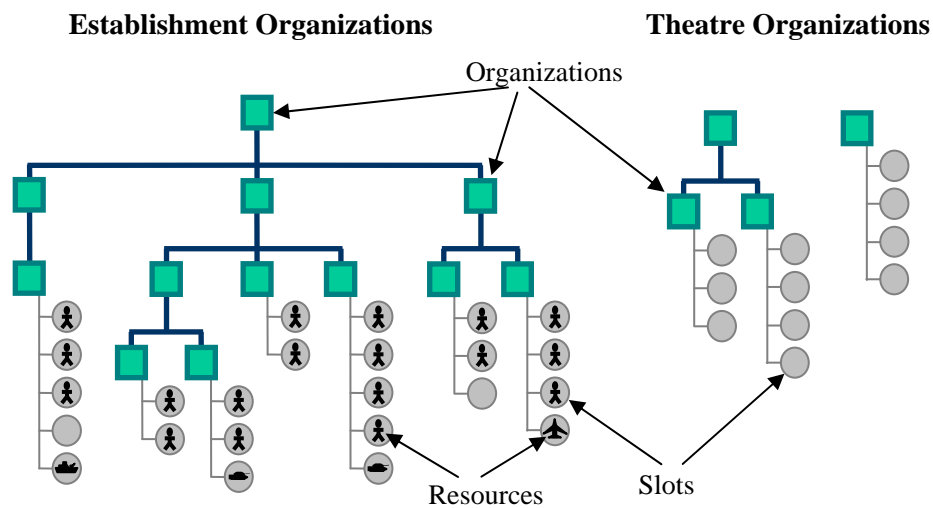 Establishment Organizations
Theatre Organizations
Organizations
Resources
Slots